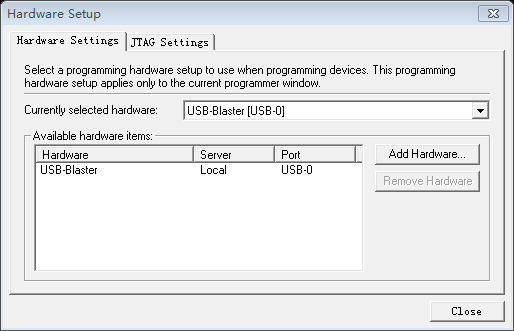 Hardware Setup
Hardware Settings JTAG Settings
Select a programming hardware setup to use when programming devices. This programming
hardware setup applies only to the current programmer window.
Currently selected hardware: USB-Blaster [USB-0]
Available hardware items:
Hardware Server Port
USB-Blaster Local USB-0
Add Hardware...
Remove Hardware
Close